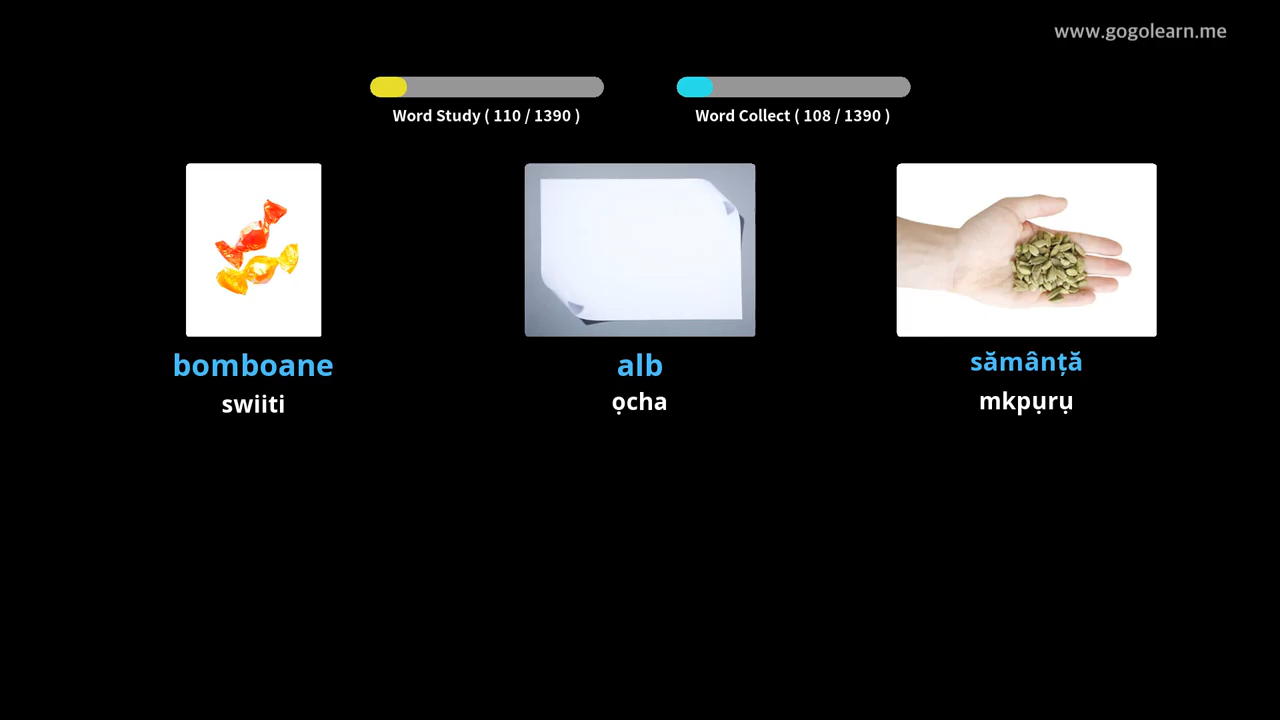 www.gogolearn.me
Word Study ( 110 / 1390 )
Word Collect ( 108 / 1390 )
bomboane
swiiti
alb
ọcha
sămânță
mkpụrụ